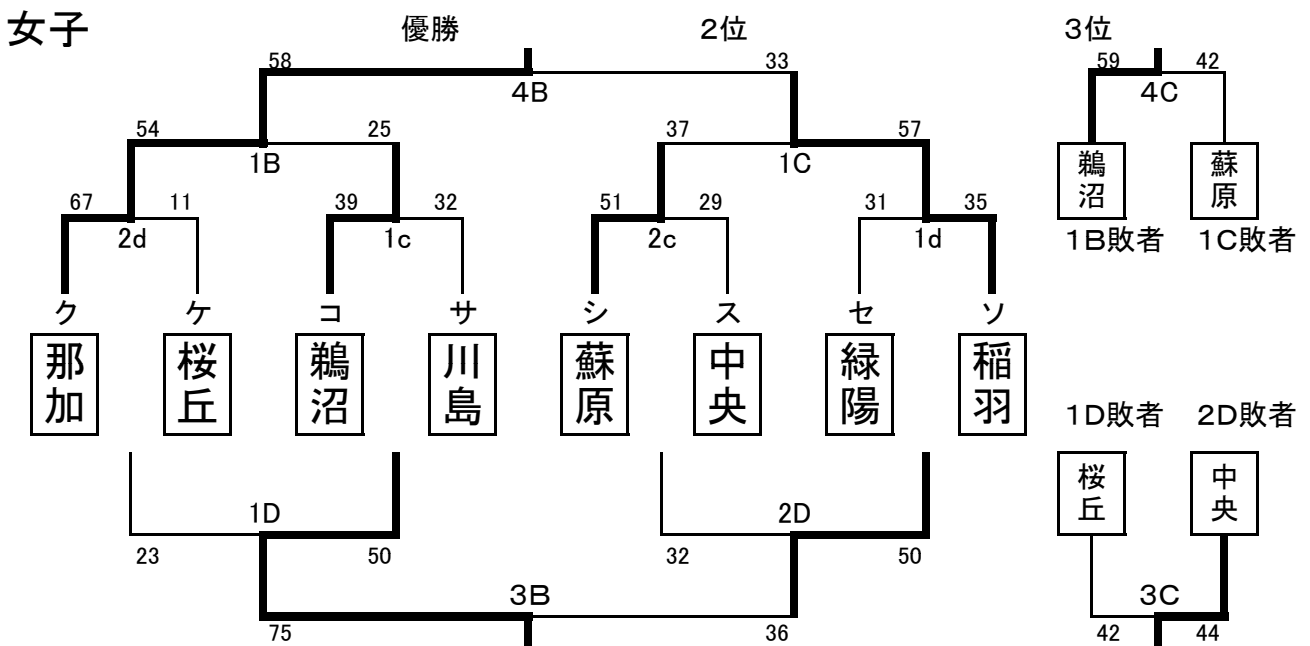 女子 優勝 2位 3位
58 33 59 42
4B 4C
54 25 37 57
1B 1C
鵜沼 蘇原
67 11 39 32 51 29 31 35
2d 1c 2c 1d
1B敗者 1C敗者
ク ケ コ サ シ ス セ ソ
那加 桜丘 鵜沼 川島 蘇原 中央 緑陽 稲羽
1D敗者 2D敗者
桜丘 中央
1D 2D
23 50 32 50
3B 3C
75 36 42 44